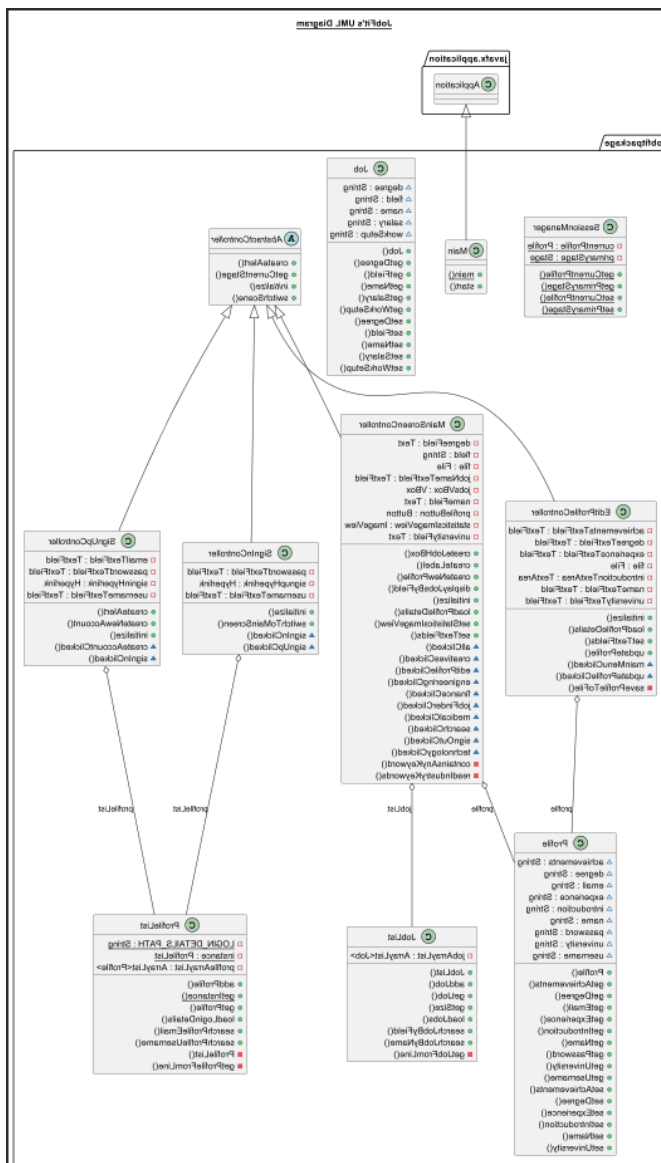 JobFit's UML Diagram
javafx.application
C Application
obfitpackage
C SessionManager
currentProfile : Profile
primaryStage : Stage
getCurrentProfile()
getPrimaryStage()
setCurrentProfile()
setPrimaryStage()
C Main
main()
start()
C Job
degree : String
field : String
name : String
salary : String
workSetup : String
Job()
getDegree()
getField()
getName()
getSalary()
getWorkSetup()
setDegree()
setField()
setName()
setSalary()
setWorkSetup()
A AbstractController
createAlert()
getCurrentStage()
initialize()
switchScene()
C EditProfileController
achievementsTextField : TextField
degreeTextField : TextField
experienceTextField : TextField
file : File
introductionTextArea : TextArea
nameTextField : TextField
universityTextField : TextField
initialize()
loadProfileDetails()
setTextFields()
updateProfile()
mainMenuClicked()
updateProfileClicked()
saveProfileToFile()
C MainScreenController
degreeField : Text
field : String
file : File
jobNameTextField : TextField
jobsVBox : VBox
nameField : Text
profileButton : Button
statisticsImageView : ImageView
universityField : Text
createJobHBox()
createLabel()
createNewProfile()
displayJobsByField()
initialize()
loadProfileDetails()
setStatisticsImageView()
setTextFields()
allClicked()
creativesClicked()
editProfileClicked()
engineeringClicked()
financeClicked()
jobFinderClicked()
medicalClicked()
searchClicked()
signOutClicked()
technologyClicked()
containsAnyKeyword()
readIndustryKeywords()
C SignInController
passwordTextField : TextField
signupHyperlink : Hyperlink
usernameTextField : TextField
initialize()
switchToMainScreen()
signInClicked()
signUpClicked()
C SignUpController
emailTextField : TextField
passwordTextField : TextField
signinHyperlink : Hyperlink
usernameTextField : TextField
createAlert()
createNewAccount()
initialize()
createAccountClicked()
signInClicked()
profile
profile
jobList
profileList
profileList
C Profile
achievements : String
degree : String
email : String
experience : String
introduction : String
name : String
password : String
university : String
username : String
Profile()
getAchievements()
getDegree()
getEmail()
getExperience()
getIntroduction()
getName()
getPassword()
getUniversity()
getUsername()
setAchievements()
setDegree()
setExperience()
setIntroduction()
setName()
setUniversity()
C JobList
jobArrayList : ArrayList<Job>
JobList()
addJob()
getJob()
getSize()
loadJobs()
searchJobByField()
searchJobByName()
getJobFromLine()
C ProfileList
LOGIN_DETAILS_PATH : String
instance : ProfileList
profileArrayList : ArrayList<Profile>
addProfile()
getInstance()
getProfile()
loadLoginDetails()
searchProfileEmail()
searchProfileUsername()
ProfileList()
getProfileFromLine()